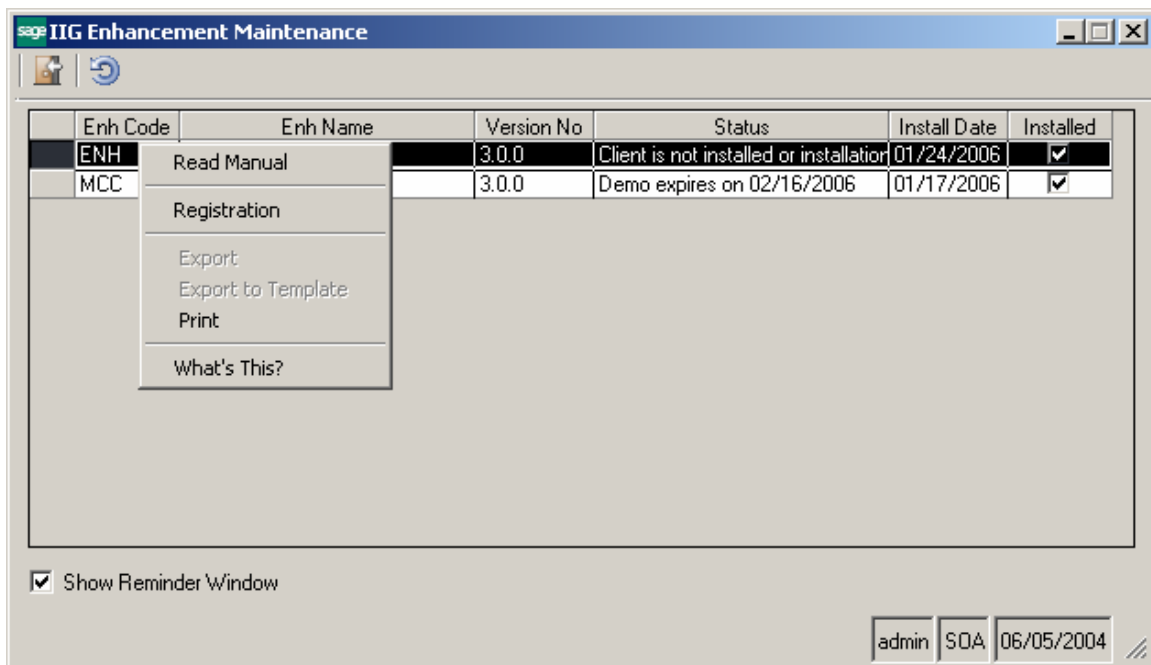 sage IIG Enhancement Maintenance
Enh Code Enh Name Version No Status Install Date Installed
ENH 3.0.0 Client is not installed or installation 01/24/2006
MCC 3.0.0 Demo expires on 02/16/2006 01/17/2006
Read Manual
Registration
Export
Export to Template
Print
What's This?
Show Reminder Window
admin SOA 06/05/2004